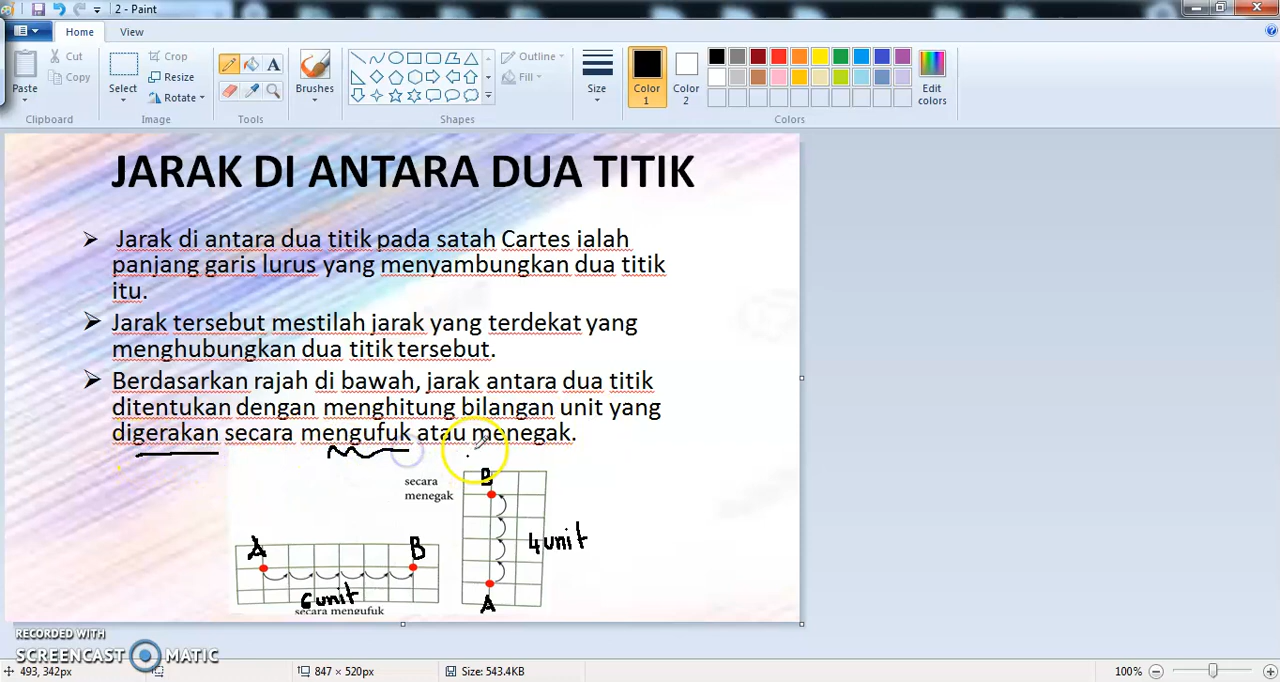 2 - Paint
Home View
Paste Cut Copy
Select Crop Resize Rotate
Brushes
Outline Fill
Size
Color 1
Color 2
Edit colors
Clipboard Image Tools Shapes Colors
JARAK DI ANTARA DUA TITIK
Jarak di antara dua titik pada satah Cartes ialah
panjang garis lurus yang menyambungkan dua titik
itu.
Jarak tersebut mestilah jarak yang terdekat yang
menghubungkan dua titik tersebut.
Berdasarkan rajah di bawah, jarak antara dua titik
ditentukan dengan menghitung bilangan unit yang
digerakan secara mengufuk atau menegak.
secara
menegak
B
4 unit
A
A B
6 unit
secara mengufuk
RECORDED WITH
SCREENCAST MATIC
493, 342px 847 × 520px Size: 543.4KB 100%